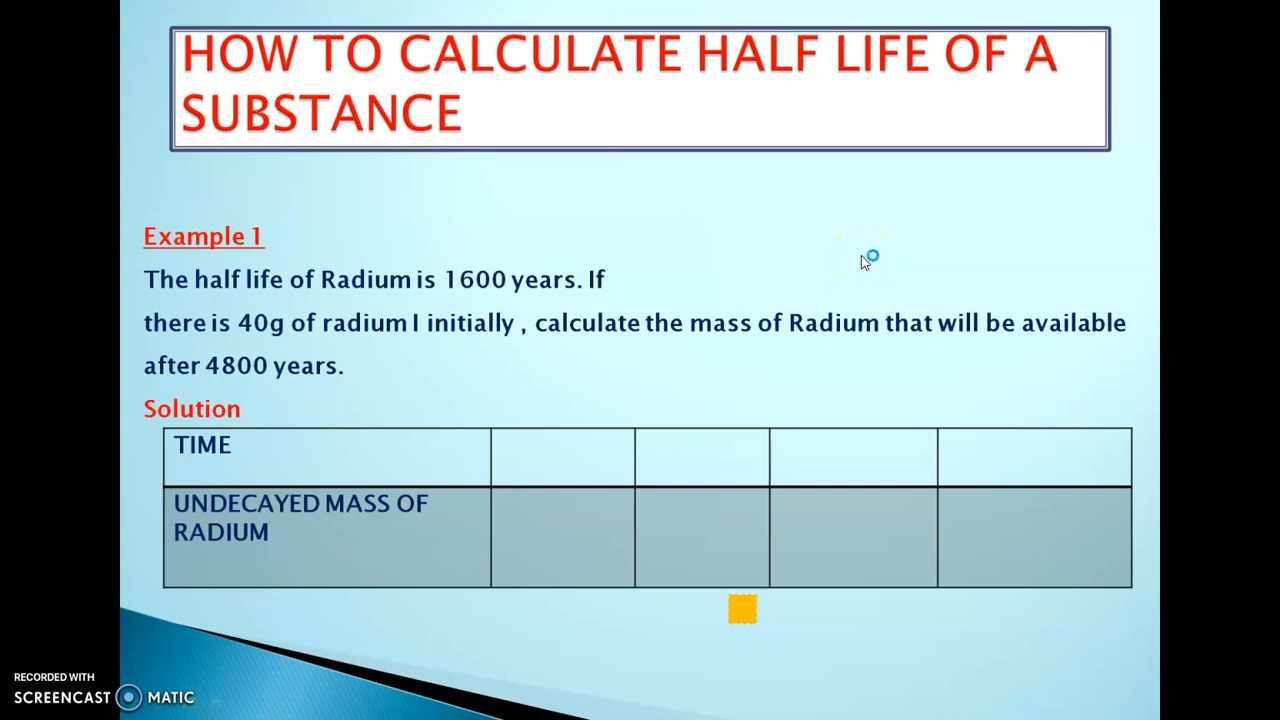 HOW TO CALCULATE HALF LIFE OF A
SUBSTANCE
Example 1
The half life of Radium is 1600 years. If
there is 40g of radium I initially , calculate the mass of Radium that will be available
after 4800 years.
Solution
TIME
UNDECAYED MASS OF
RADIUM
RECORDED WITH
SCREENCAST MATIC